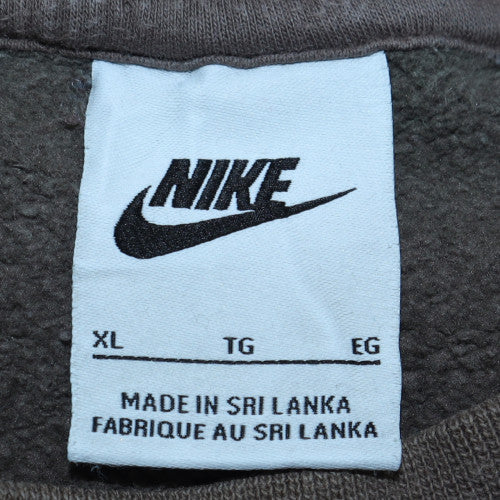 NIKE
XL TG EG
MADE IN SRI LANKA
FABRIQUE AU SRI LANKA